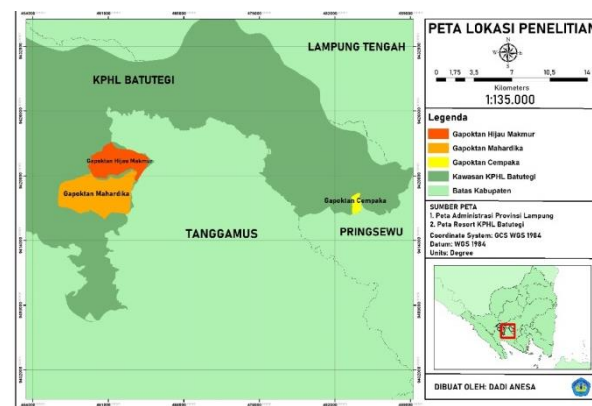 LAMPUNG TENGAH
KPHL BATUTEGI
Gapoktan Hijau Makmur
Gapoktan Mahardika
Gapoktan Cempaka
TANGGAMUS
PRINGSEWU
PETA LOKASI PENELITIAN
N
W
E
S
0 1,75 3,5 7 10,5 14
Kilometers
1:135.000
Legenda
Gapoktan Hijau Makmur
Gapoktan Mahardika
Gapoktan Cempaka
Kawasan KPHL Batutegi
Batas Kabupaten
SUMBER PETA
1. Peta Administrasi Provinsi Lampung
2. Peta Resort KPHL Batutegi
Coordinate System: GCS WGS 1984
Datum: WGS 1984
Units: Degree
DIBUAT OLEH: DADI ANESA